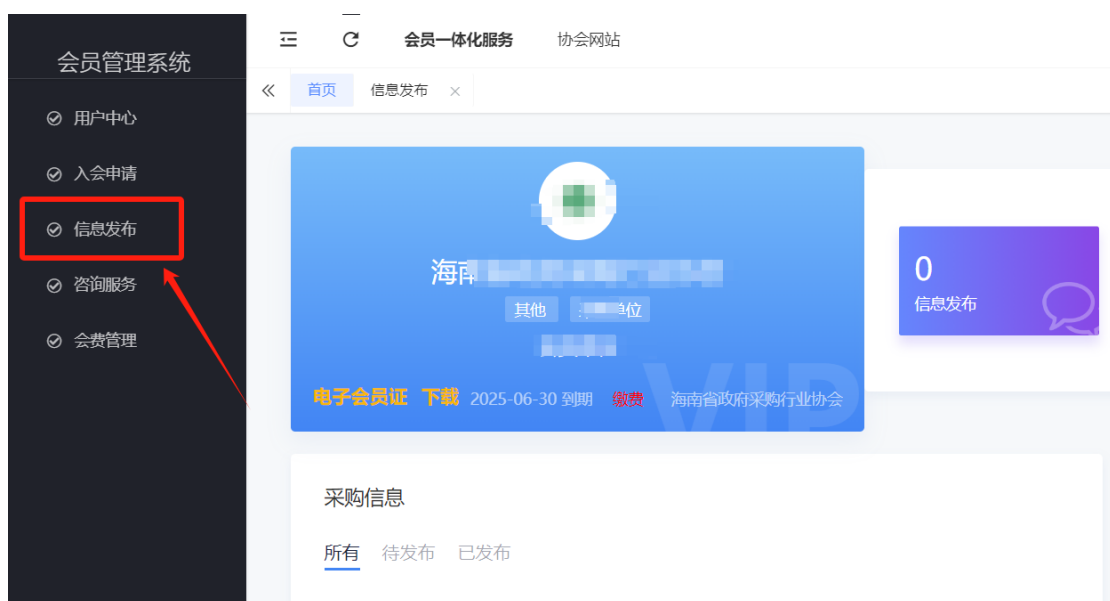 会员管理系统
用户中心
入会申请
信息发布
咨询服务
会费管理
会员一体化服务 协会网站
首页 信息发布
海南
其他 单位
电子会员证 下载 2025-06-30 到期 缴费 海南省政府采购行业协会
VIP
0
信息发布
采购信息
所有 待发布 已发布